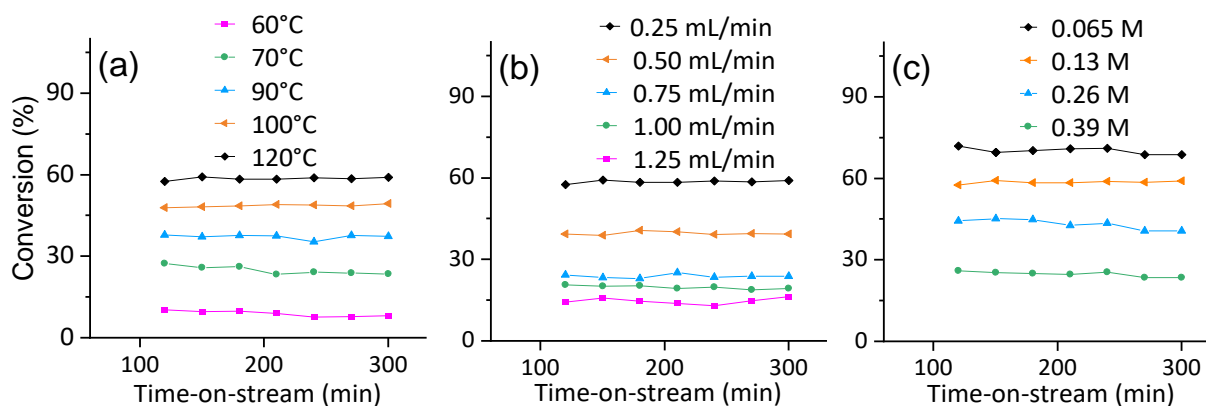 (a)
60°C
70°C
90°C
100°C
120°C
Conversion (%)
90
60
30
0
100
200
300
Time-on-stream (min)
(b)
0.25 mL/min
0.50 mL/min
0.75 mL/min
1.00 mL/min
1.25 mL/min
90
60
30
0
100
200
300
Time-on-stream (min)
(c)
0.065 M
0.13 M
0.26 M
0.39 M
90
60
30
0
100
200
300
Time-on-stream (min)